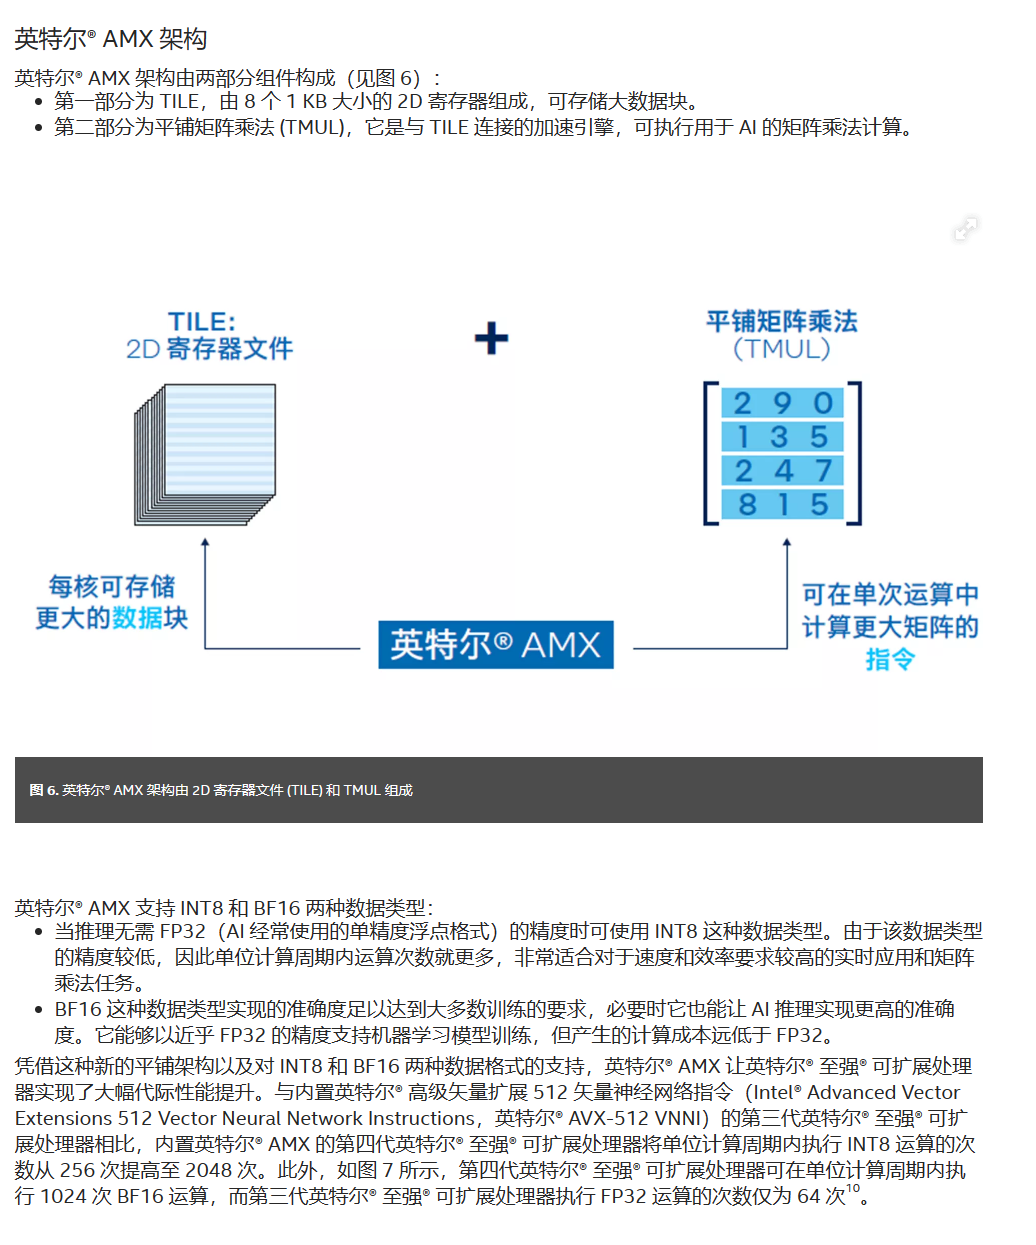 英特尔® AMX 架构
英特尔® AMX 架构由两部分组件构成（见图 6）：
• 第一部分为 TILE，由 8 个 1 KB 大小的 2D 寄存器组成，可存储大数据块。
• 第二部分为平铺矩阵乘法 (TMUL)，它是与 TILE 连接的加速引擎，可执行用于 AI 的矩阵乘法计算。
TILE:
2D 寄存器文件
+
平铺矩阵乘法
（TMUL）
2 9 0
1 3 5
2 4 7
8 1 5
每核可存储
更大的数据块
英特尔® AMX
可在单次运算中
计算更大矩阵的
指令
图 6. 英特尔® AMX 架构由 2D 寄存器文件 (TILE) 和 TMUL 组成
英特尔® AMX 支持 INT8 和 BF16 两种数据类型：
• 当推理无需 FP32（AI 经常使用的单精度浮点格式）的精度时可使用 INT8 这种数据类型。由于该数据类型
的精度较低，因此单位计算周期内运算次数就更多，非常适合对于速度和效率要求较高的实时应用和矩阵
乘法任务。
• BF16 这种数据类型实现的准确度足以达到大多数训练的要求，必要时它也能让 AI 推理实现更高的准确
度。它能够以近乎 FP32 的精度支持机器学习模型训练，但产生的计算成本远低于 FP32。
凭借这种新的平铺架构以及对 INT8 和 BF16 两种数据格式的支持，英特尔® AMX 让英特尔® 至强® 可扩展处理
器实现了大幅代际性能提升。与内置英特尔® 高级矢量扩展 512 矢量神经网络指令（Intel® Advanced Vector
Extensions 512 Vector Neural Network Instructions，英特尔® AVX-512 VNNI）的第三代英特尔® 至强® 可扩
展处理器相比，内置英特尔® AMX 的第四代英特尔® 至强® 可扩展处理器将单位计算周期内执行 INT8 运算的次
数从 256 次提高至 2048 次。此外，如图 7 所示，第四代英特尔® 至强® 可扩展处理器可在单位计算周期内执
行 1024 次 BF16 运算，而第三代英特尔® 至强® 可扩展处理器执行 FP32 运算的次数仅为 64 次¹⁰。